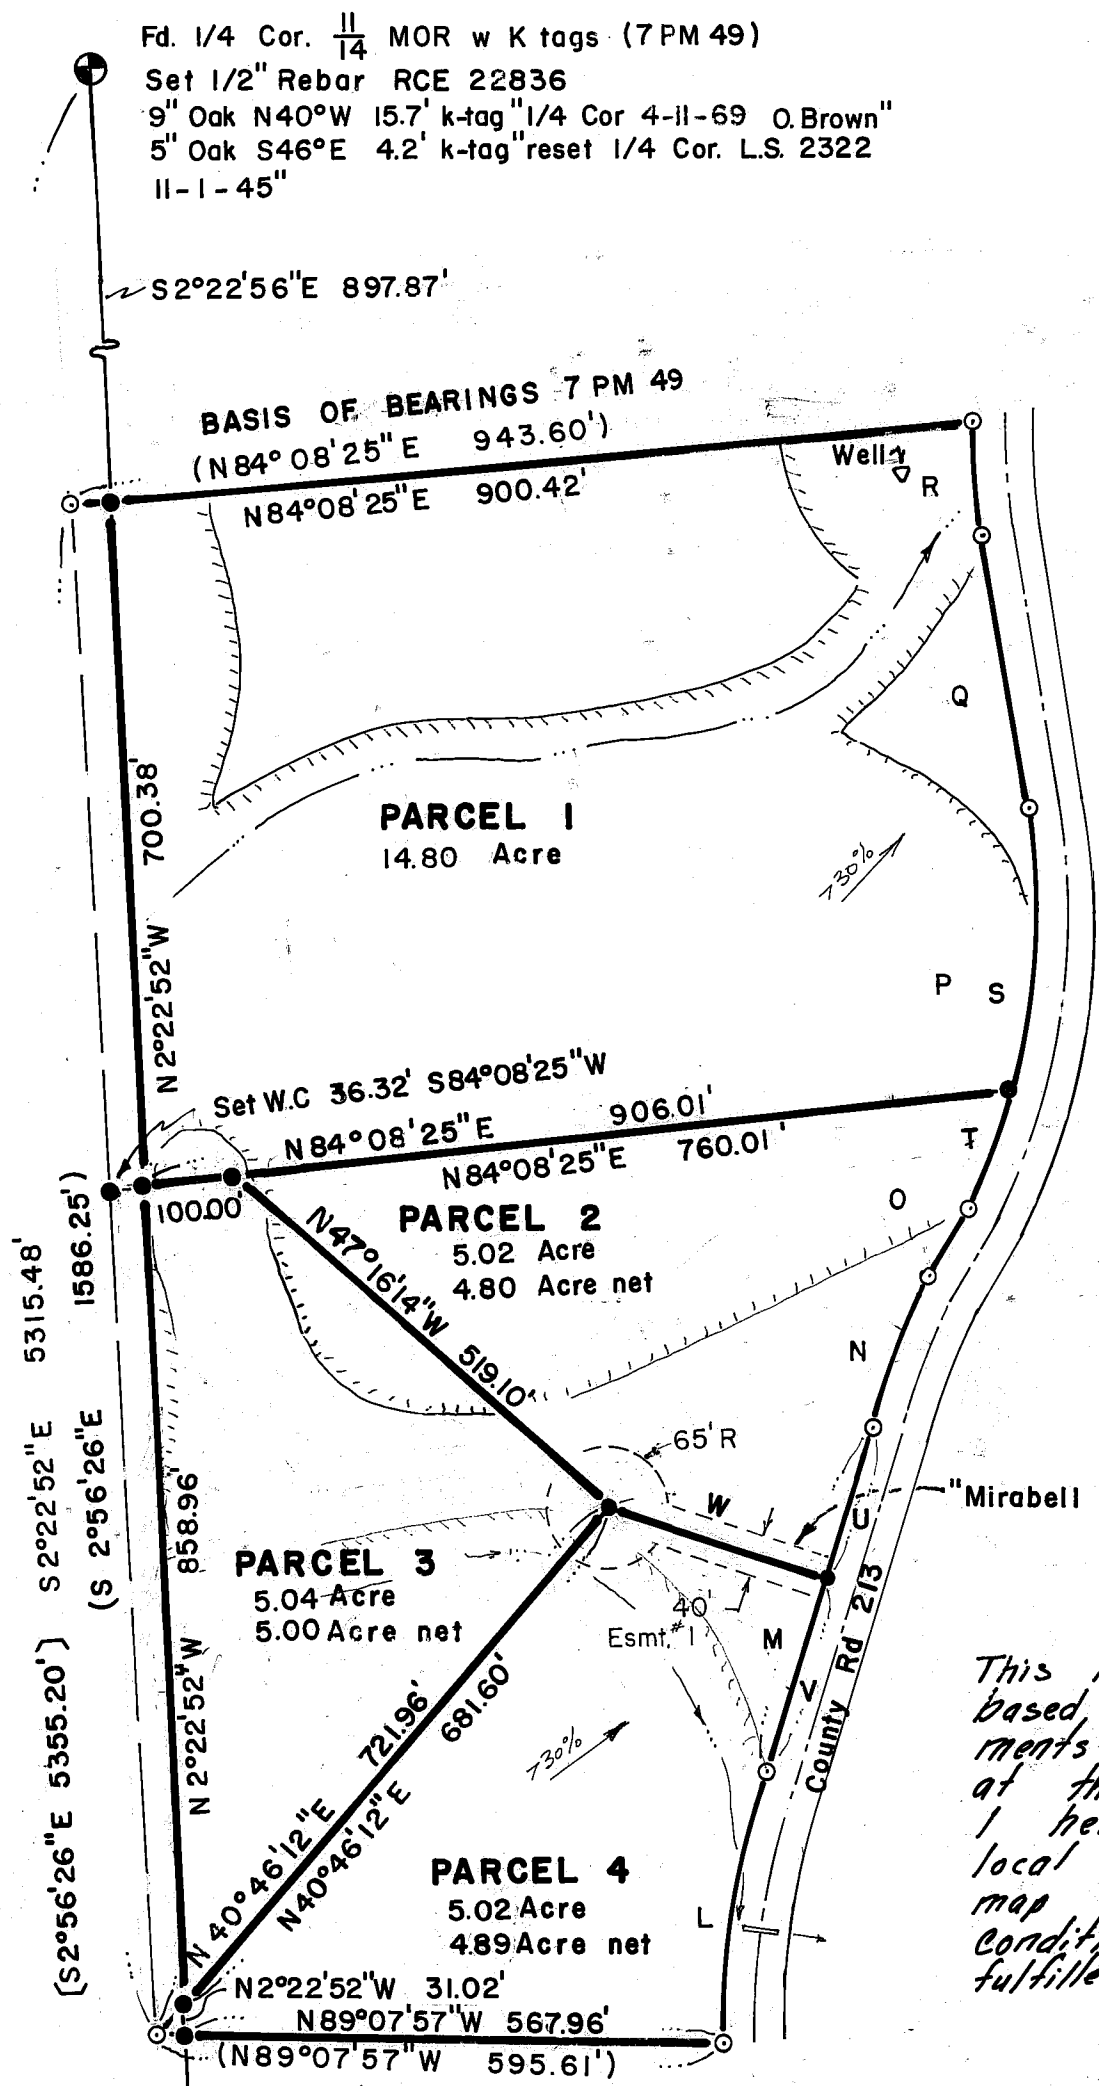 Fd. 1/4 Cor. 11/14 MOR w K tags (7 PM 49)
Set 1/2" Rebar RCE 22836
9" Oak N40°W 15.7' k-tag "1/4 Cor 4-11-69 O. Brown"
5" Oak S46°E 4.2' k-tag "reset 1/4 Cor. L.S. 2322
11-1-45"
S2°22'56"E 897.87'
BASIS OF BEARINGS 7 PM 49
(N84°08'25"E 943.60')
N84°08'25"E 900.42'
Well
R
Q
700.38'
N2°22'52"W
PARCEL 1
14.80 Acre
>30%
P S
Set W.C 36.32' S84°08'25"W
N84°08'25"E 906.01'
N84°08'25"E 760.01'
T
O
100.00'
PARCEL 2
5.02 Acre
4.80 Acre net
N47°16'14"W 519.10'
N
S2°22'52"E 5315.48'
(S 2°56'26"E 1586.25')
(S2°56'26"E 5355.20')
858.96'
N2°22'52"W
65'R
W
U
"Mirabell
PARCEL 3
5.04 Acre
5.00 Acre net
40'
Esmt.#1
M
V
County Rd 213
721.96'
681.60'
N 40°46'12"E
N40°46'12"E
>30%
PARCEL 4
5.02 Acre
4.89 Acre net
L
N2°22'52"W 31.02'
N89°07'57"W 567.96'
(N89°07'57"W 595.61')
This
based
ments
at
I
local
map